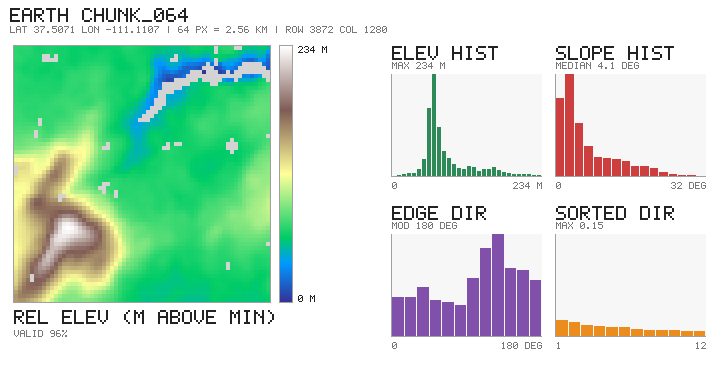 EARTH CHUNK_064
LAT 37.5071 LON -111.1107 | 64 PX = 2.56 KM | ROW 3872 COL 1280
234 M
0 M
REL ELEV (M ABOVE MIN)
VALID 96%
ELEV HIST
MAX 234 M
0 234 M
SLOPE HIST
MEDIAN 4.1 DEG
0 32 DEG
EDGE DIR
MOD 180 DEG
0 180 DEG
SORTED DIR
MAX 0.15
1 12